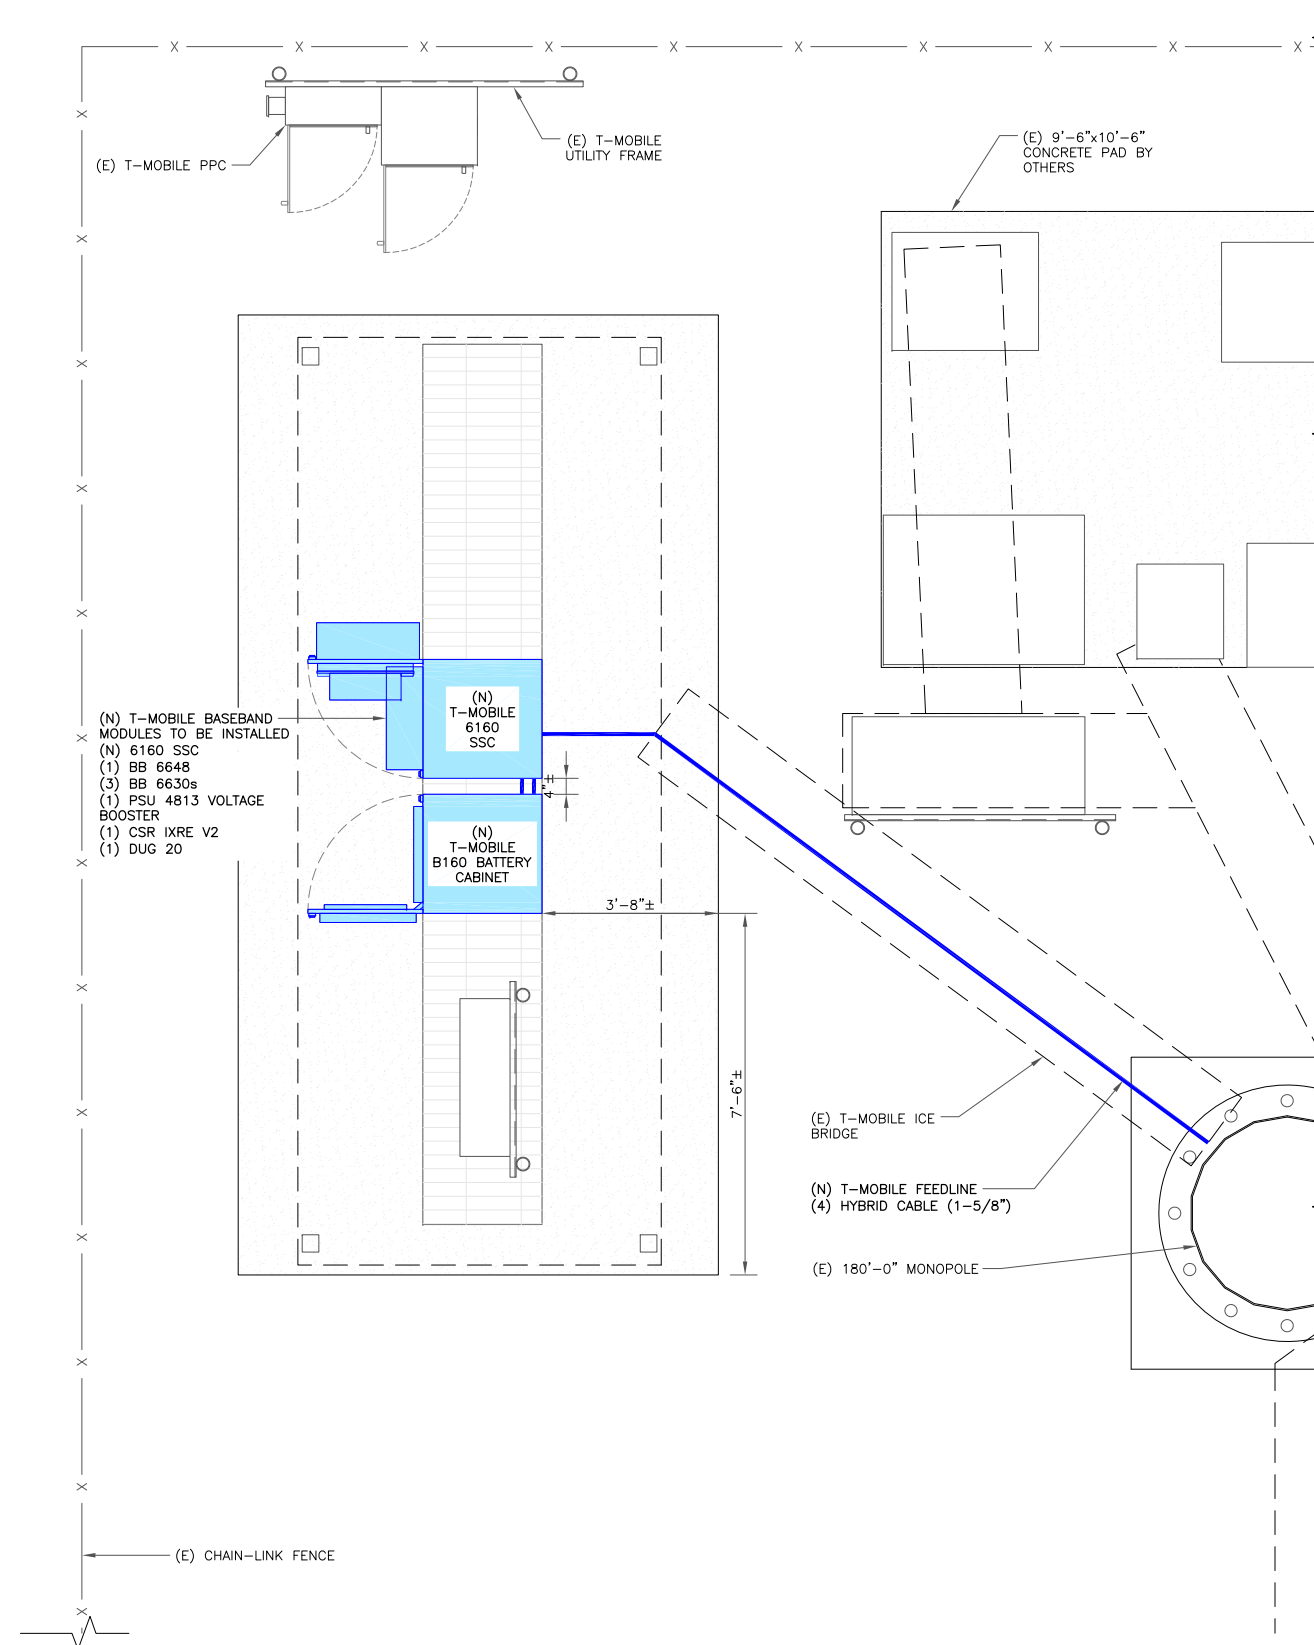 (E) 9'-6"x10'-6"
CONCRETE PAD BY
OTHERS
(E) T-MOBILE
UTILITY FRAME
(E) T-MOBILE PPC
(N)
T-MOBILE
6160
SSC
(N) T-MOBILE BASEBAND
MODULES TO BE INSTALLED
(N) 6160 SSC
(1) BB 6648
(3) BB 6630s
(1) PSU 4813 VOLTAGE
BOOSTER
(1) CSR IXRE V2
(1) DUG 20
4"±
(N)
T-MOBILE
B160 BATTERY
CABINET
3'-8"±
7'-6"±
(E) T-MOBILE ICE
BRIDGE
(N) T-MOBILE FEEDLINE
(4) HYBRID CABLE (1-5/8")
(E) 180'-0" MONOPOLE
(E) CHAIN-LINK FENCE